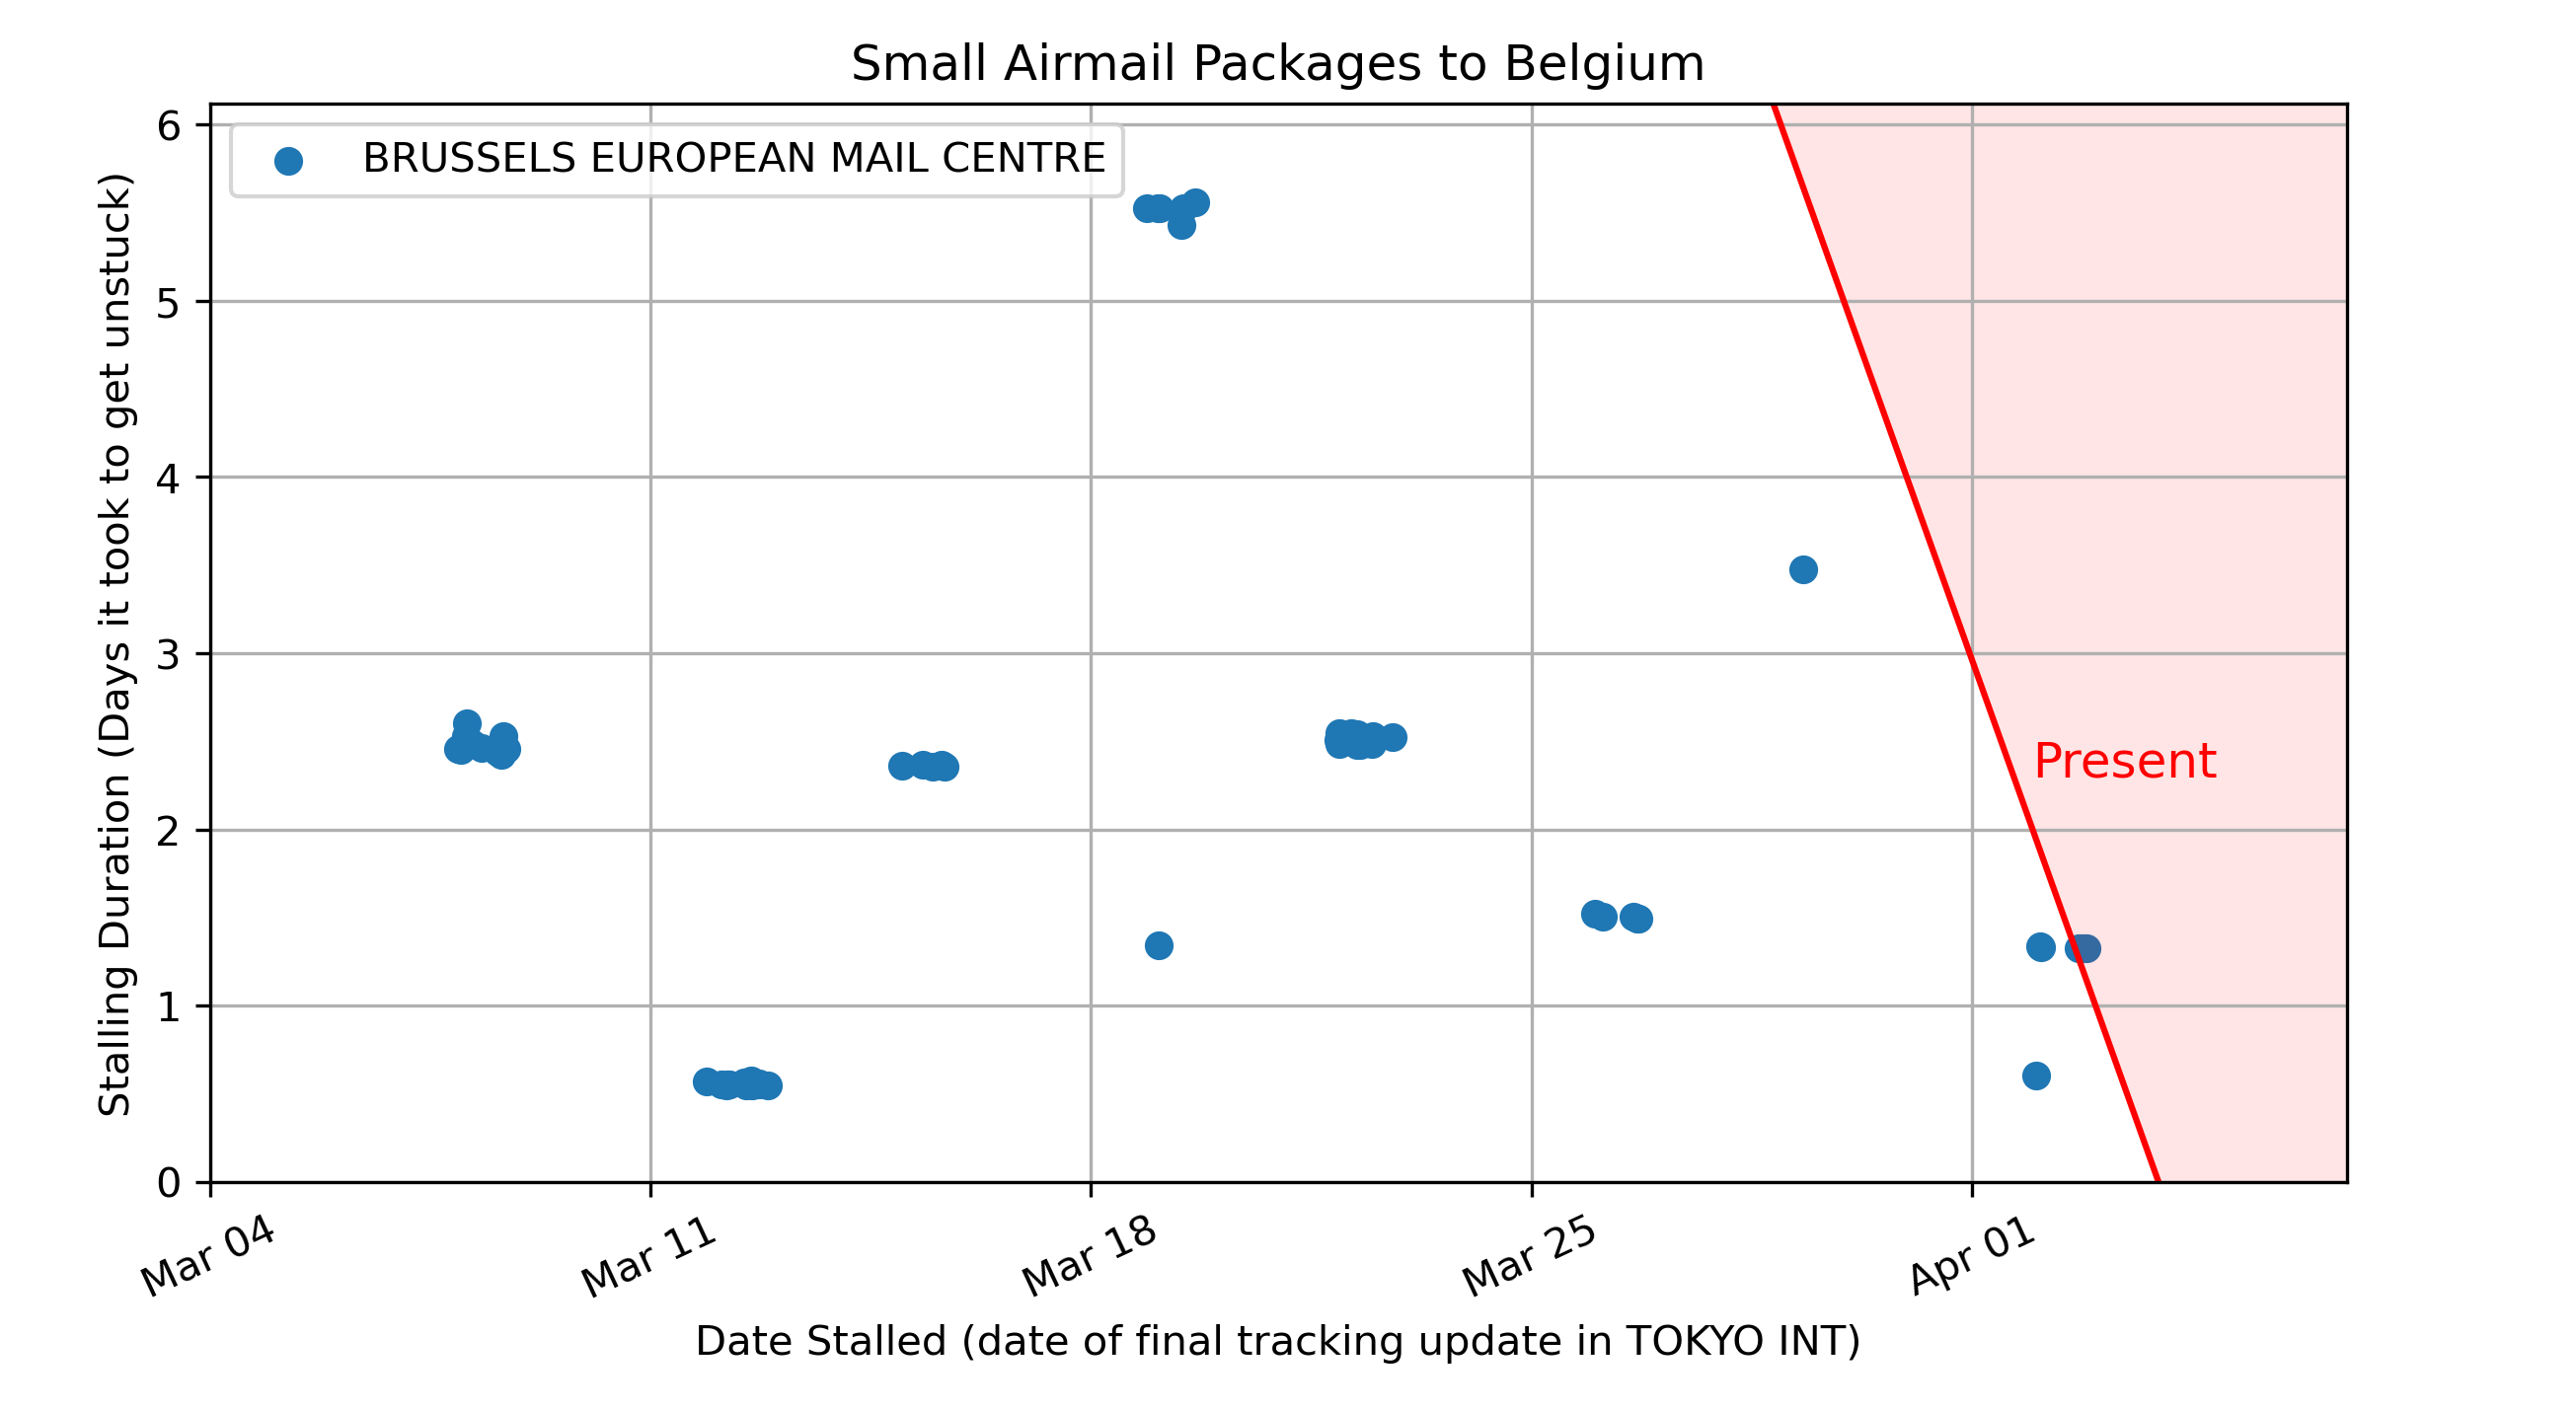 Small Airmail Packages to Belgium
BRUSSELS EUROPEAN MAIL CENTRE
Stalling Duration (Days it took to get unstuck)
6
5
4
3
2
1
0
Present
Mar 04
Mar 11
Mar 18
Mar 25
Apr 01
Date Stalled (date of final tracking update in TOKYO INT)